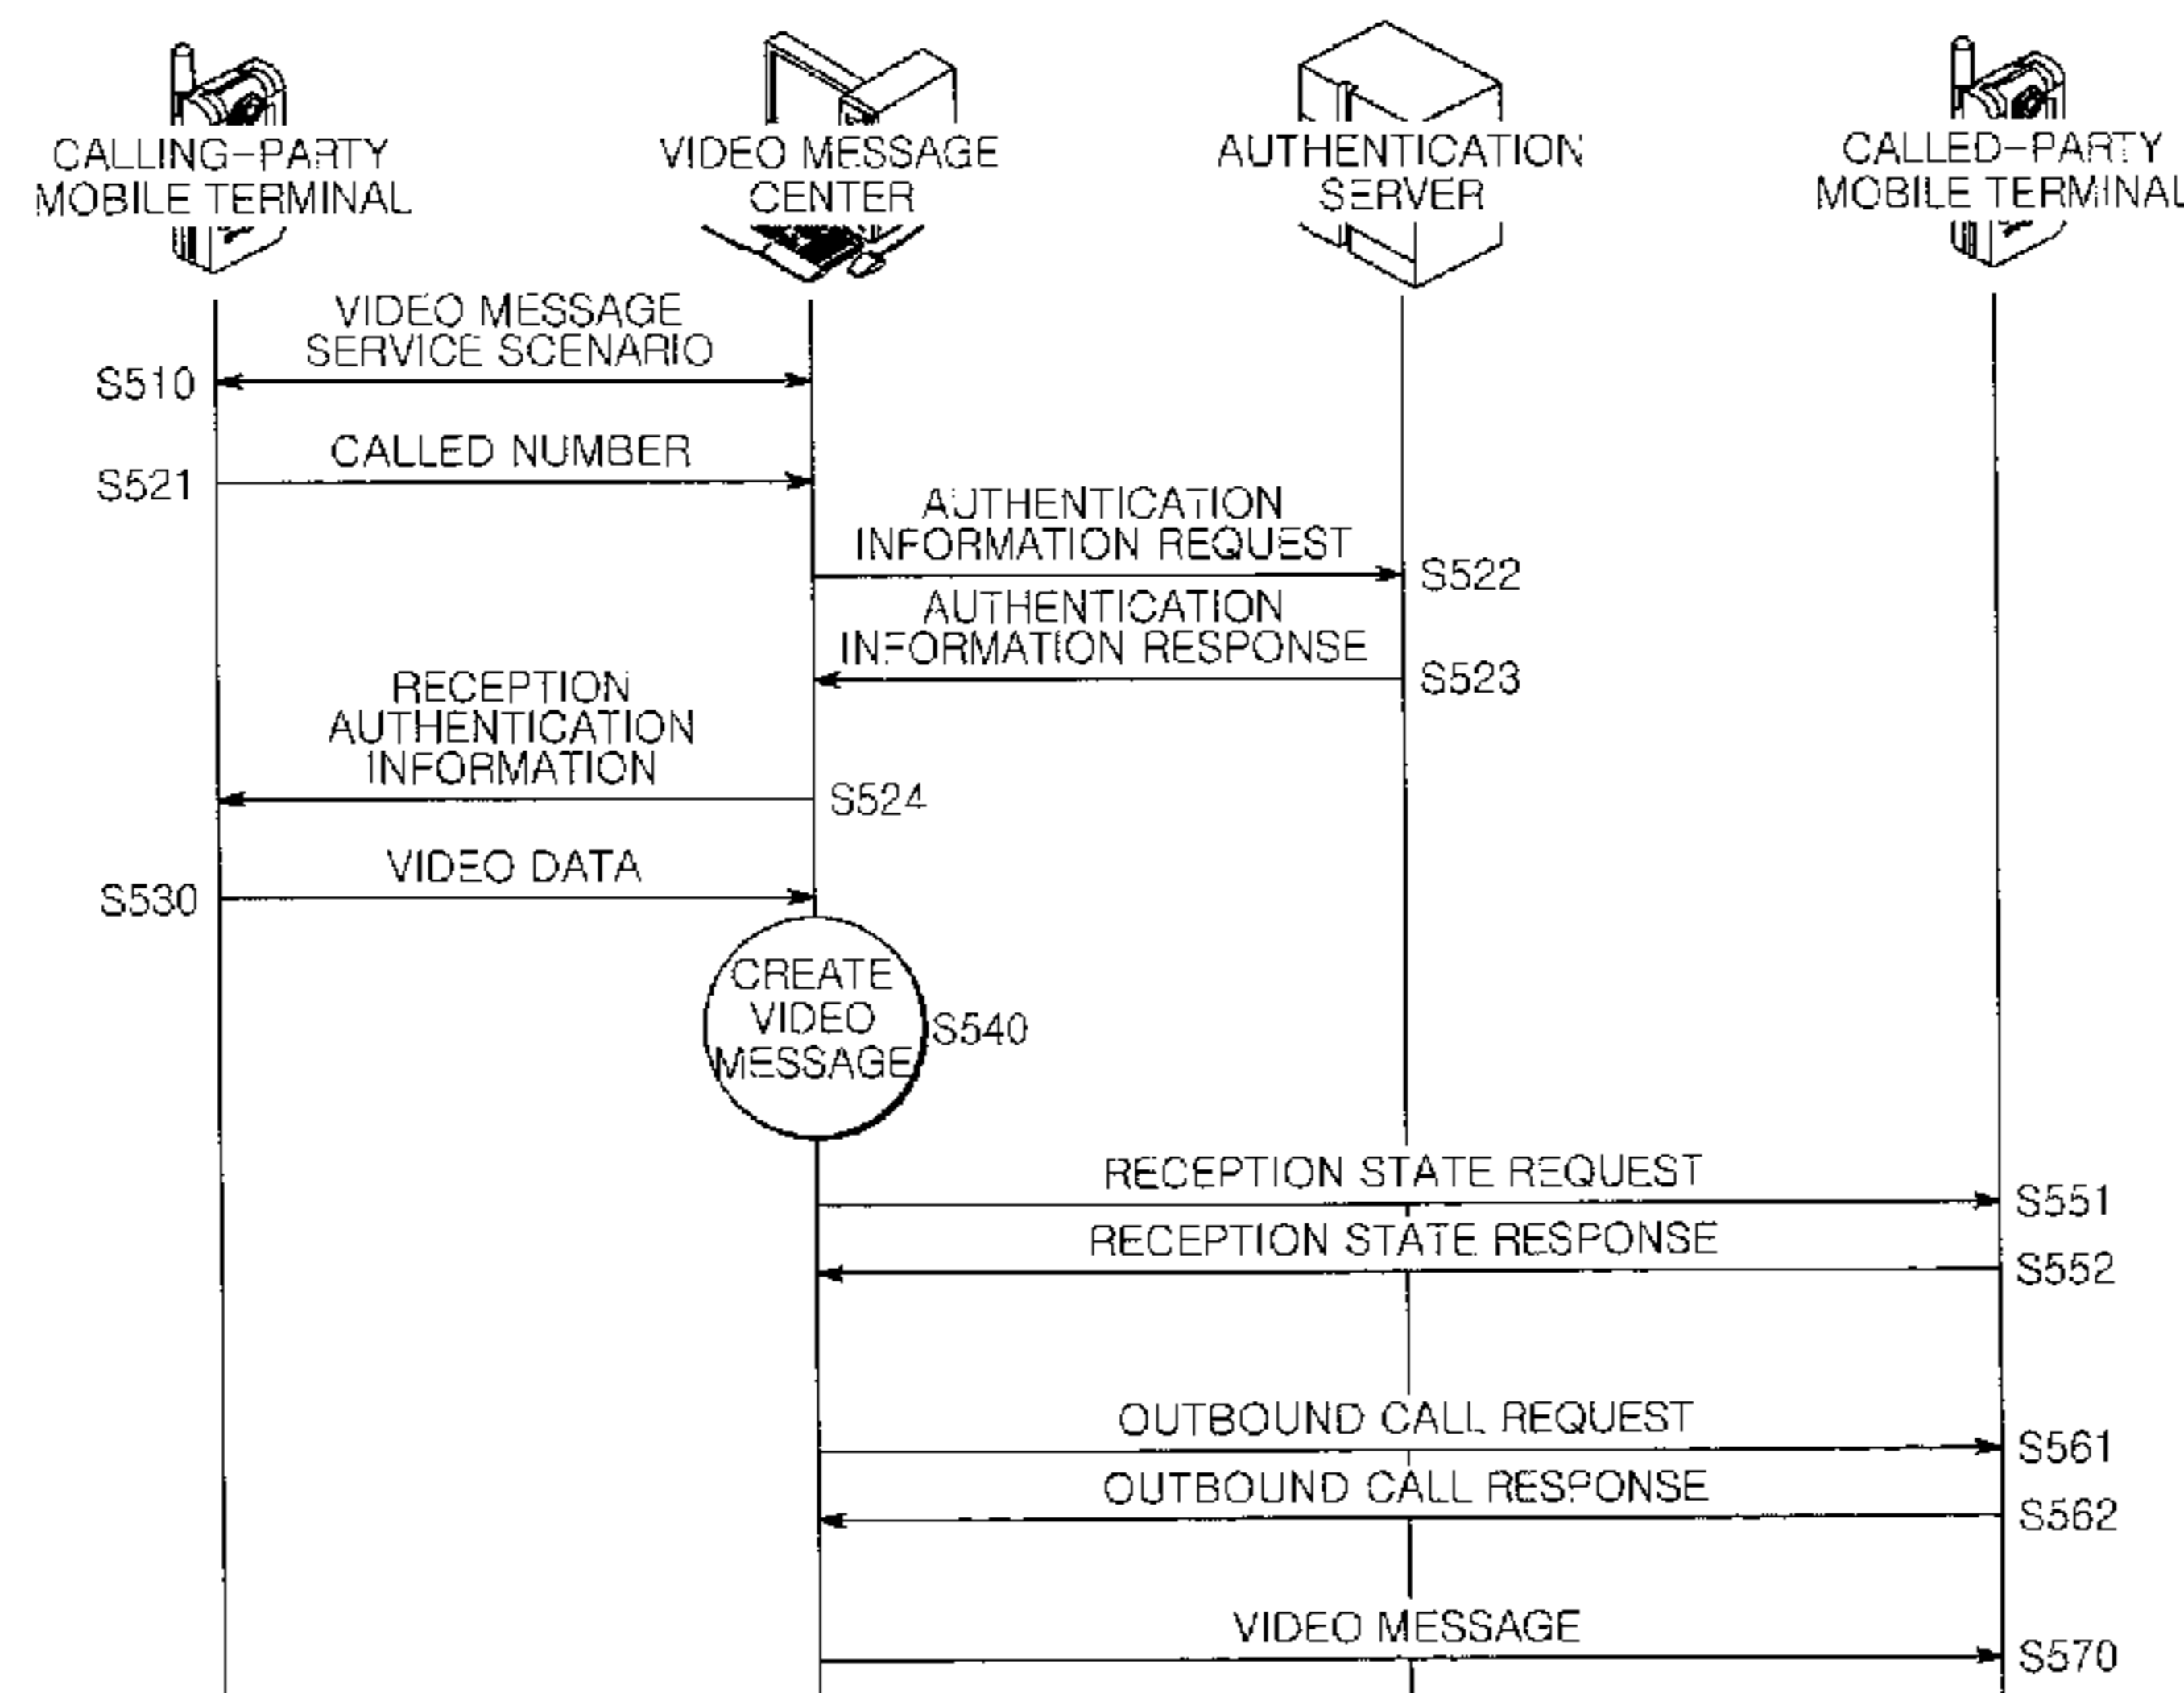 CALLING-PARTY
MOBILE TERMINAL
VIDEO MESSAGE
CENTER
AUTHENTICATION
SERVER
CALLED-PARTY
MOBILE TERMINAL
VIDEO MESSAGE
SERVICE SCENARIO
S510
CALLED NUMBER
S521
AUTHENTICATION
INFORMATION REQUEST
S522
AUTHENTICATION
INFORMATION RESPONSE
S523
RECEPTION
AUTHENTICATION
INFORMATION
S524
VIDEO DATA
S530
CREATE
VIDEO
MESSAGE
S540
RECEPTION STATE REQUEST
S551
RECEPTION STATE RESPONSE
S552
OUTBOUND CALL REQUEST
S561
OUTBOUND CALL RESPONSE
S562
VIDEO MESSAGE
S570